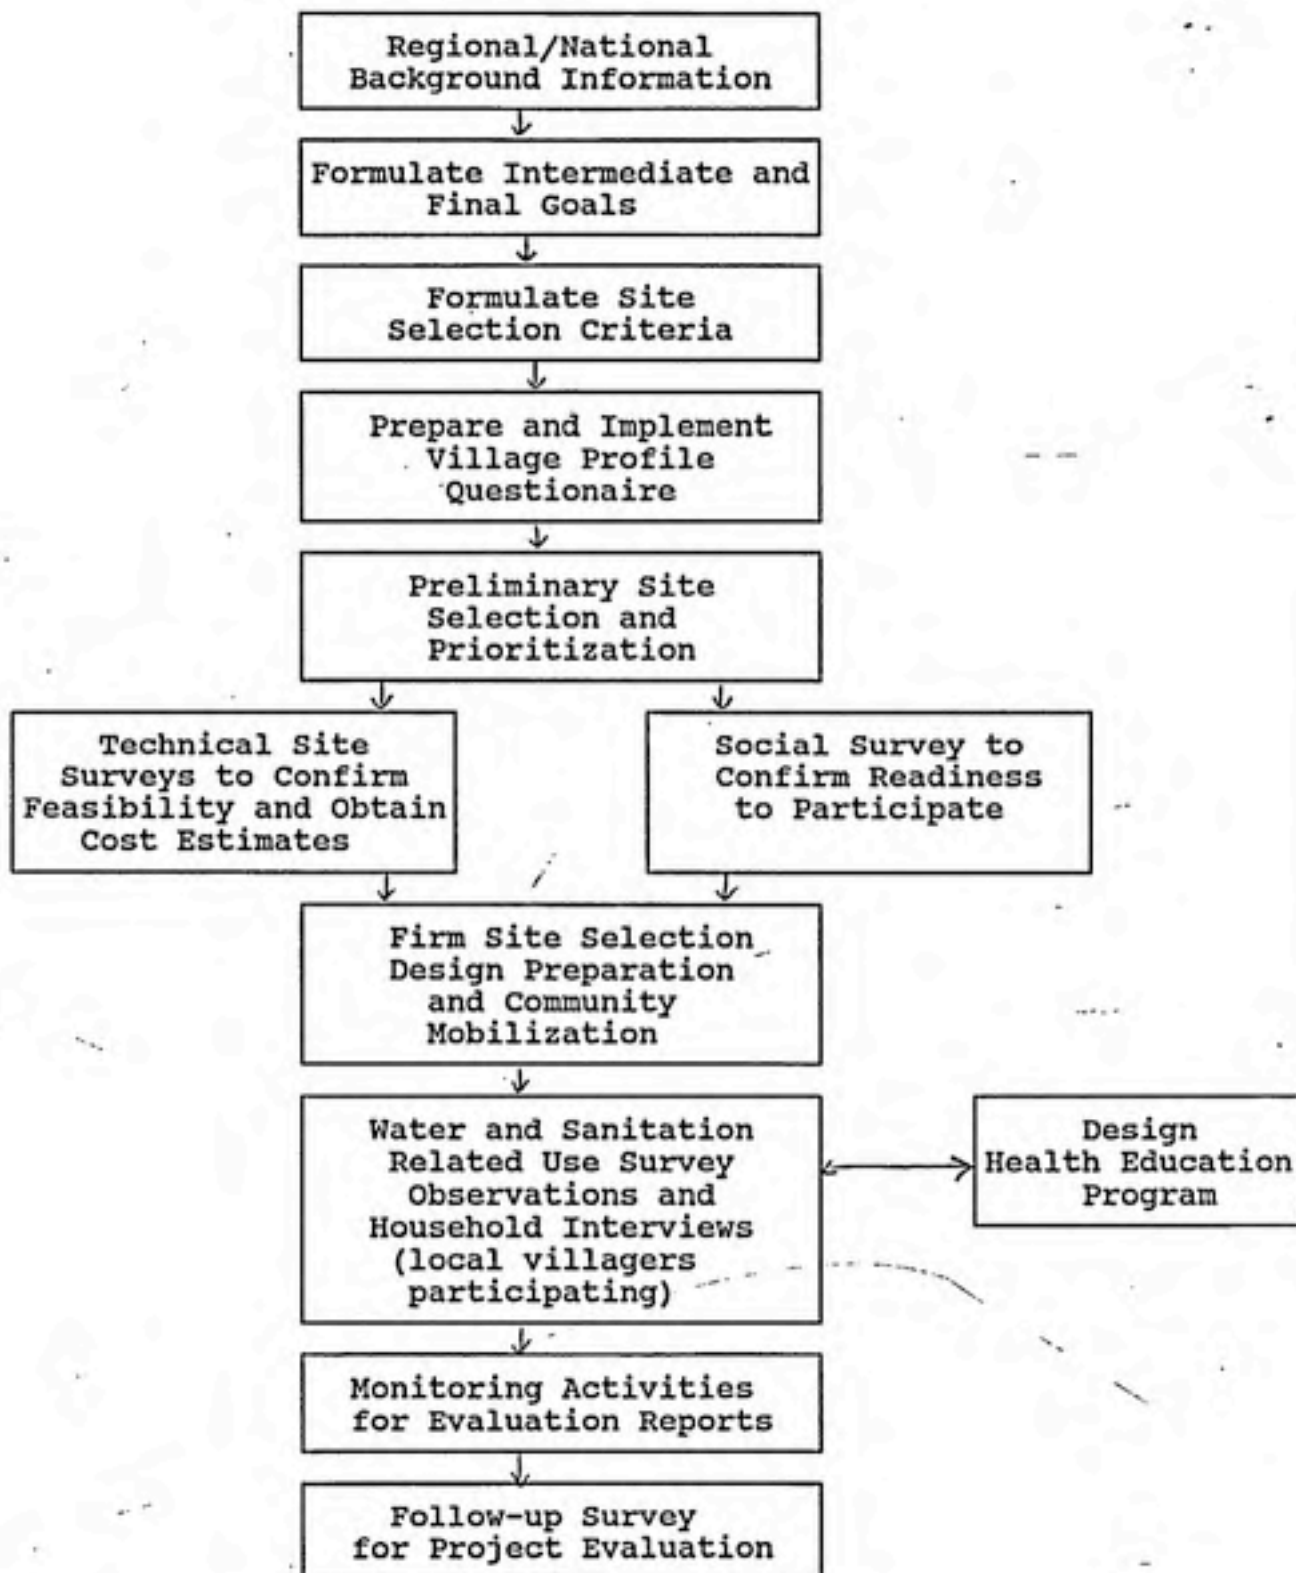 Regional/National
Background Information
Formulate Intermediate and
Final Goals
Formulate Site
Selection Criteria
Prepare and Implement
Village Profile
Questionaire
Preliminary Site
Selection and
Prioritization
Technical Site
Surveys to Confirm
Feasibility and Obtain
Cost Estimates
Social Survey to
Confirm Readiness
to Participate
Firm Site Selection
Design Preparation
and Community
Mobilization
Water and Sanitation
Related Use Survey
Observations and
Household Interviews
(local villagers
participating)
Design
Health Education
Program
Monitoring Activities
for Evaluation Reports
Follow-up Survey
for Project Evaluation